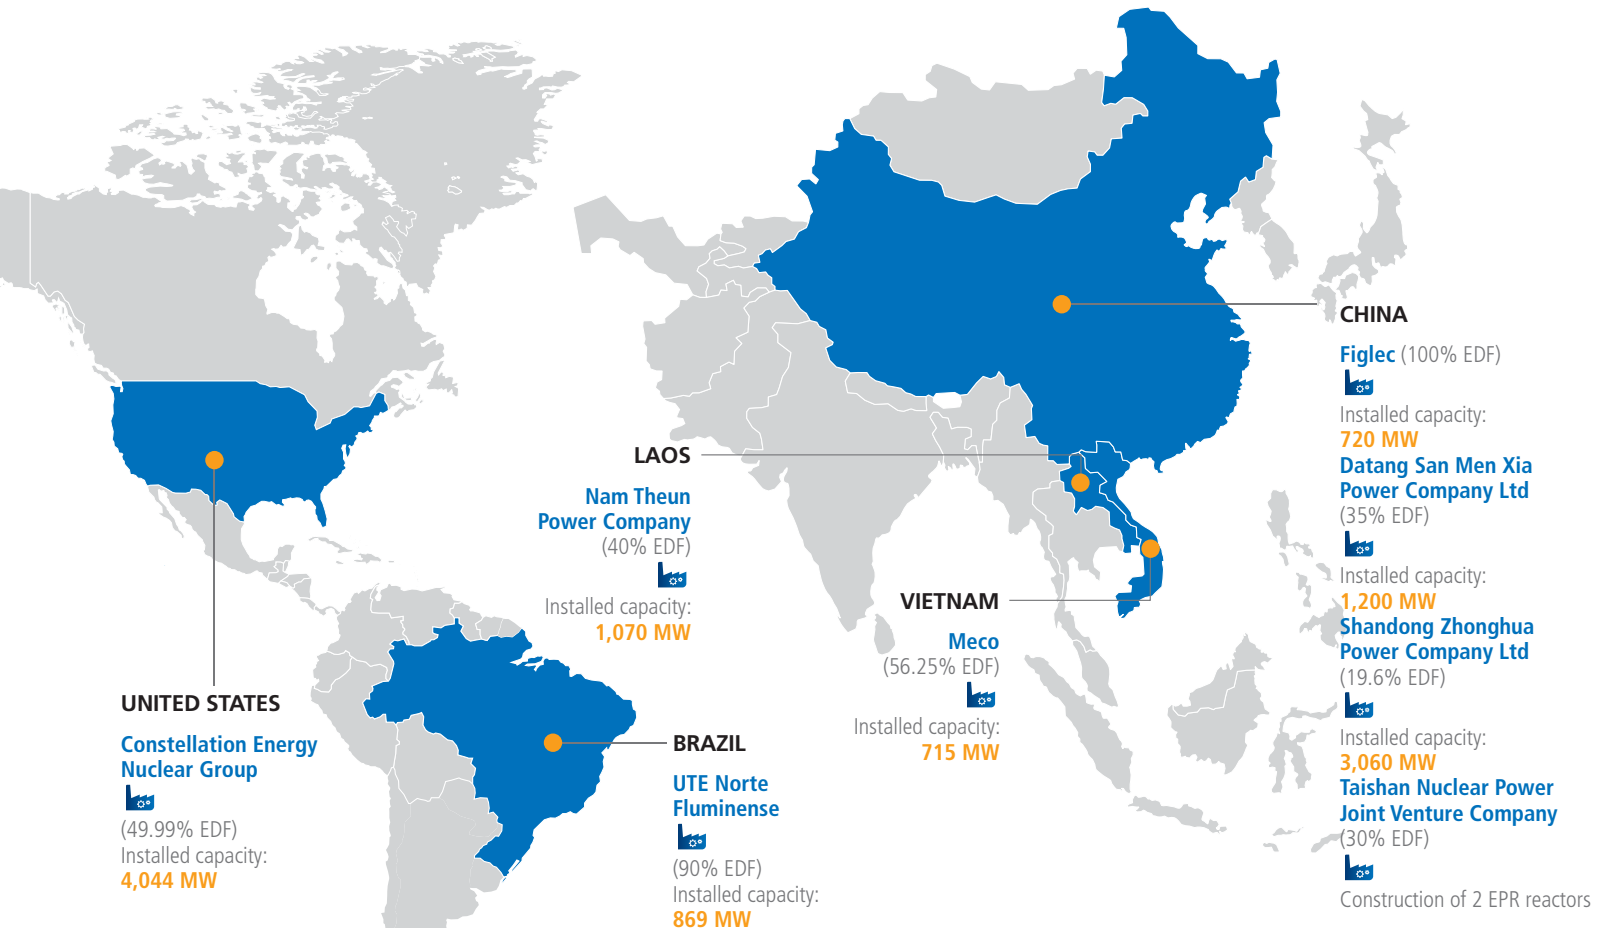 UNITED STATES
Constellation Energy
Nuclear Group
(49.99% EDF)
Installed capacity:
4,044 MW
BRAZIL
UTE Norte
Fluminense
(90% EDF)
Installed capacity:
869 MW
LAOS
Nam Theun
Power Company
(40% EDF)
Installed capacity:
1,070 MW
VIETNAM
Meco
(56.25% EDF)
Installed capacity:
715 MW
CHINA
Figlec (100% EDF)
Installed capacity:
720 MW
Datang San Men Xia
Power Company Ltd
(35% EDF)
Installed capacity:
1,200 MW
Shandong Zhonghua
Power Company Ltd
(19.6% EDF)
Installed capacity:
3,060 MW
Taishan Nuclear Power
Joint Venture Company
(30% EDF)
Construction of 2 EPR reactors